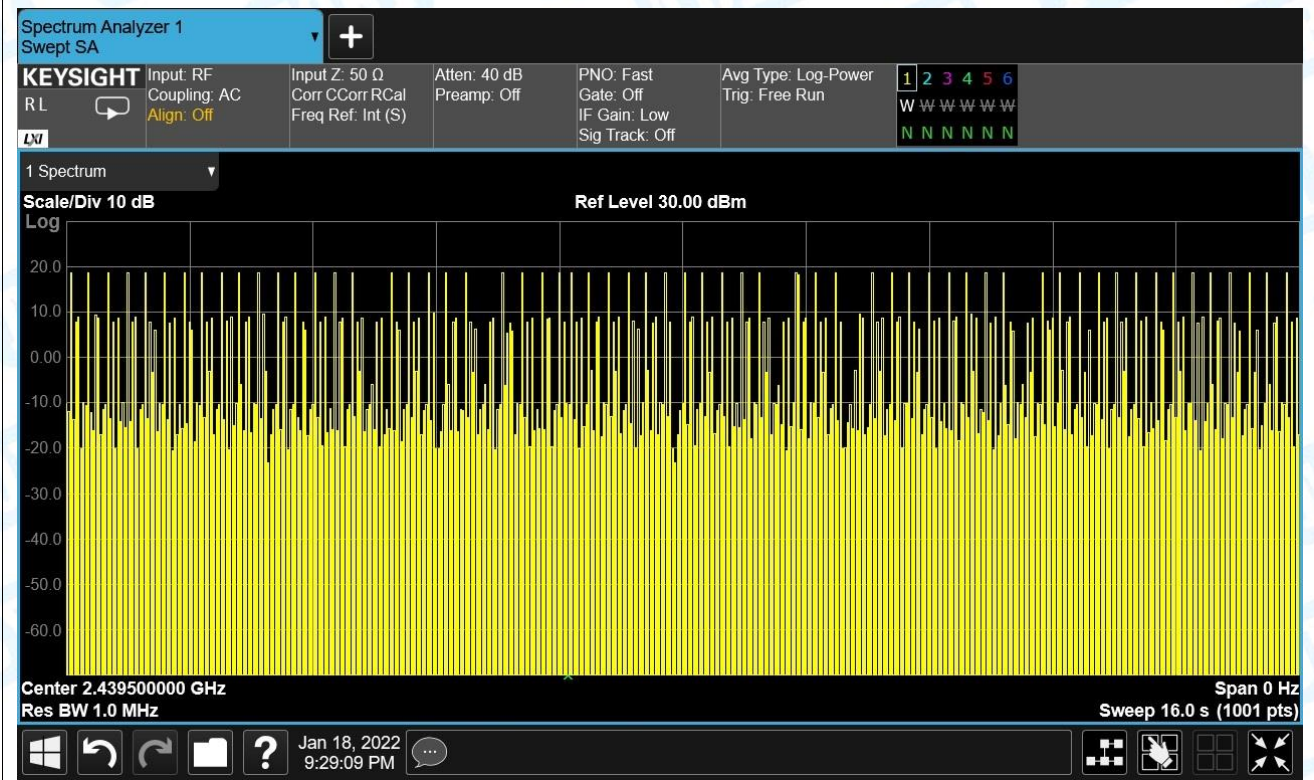 Spectrum Analyzer 1
Swept SA
KEYSIGHT
R L
LXI
Input: RF
Coupling: AC
Align: Off
Input Z: 50 Ω
Corr CCorr RCal
Freq Ref: Int (S)
Atten: 40 dB
Preamp: Off
PNO: Fast
Gate: Off
IF Gain: Low
Sig Track: Off
Avg Type: Log-Power
Trig: Free Run
1 2 3 4 5 6
W W W W W W
N N N N N N
1 Spectrum
Scale/Div 10 dB
Ref Level 30.00 dBm
Log
20.0
10.0
0.00
-10.0
-20.0
-30.0
-40.0
-50.0
-60.0
Center 2.439500000 GHz
Span 0 Hz
Res BW 1.0 MHz
Sweep 16.0 s (1001 pts)
?
Jan 18, 2022
9:29:09 PM